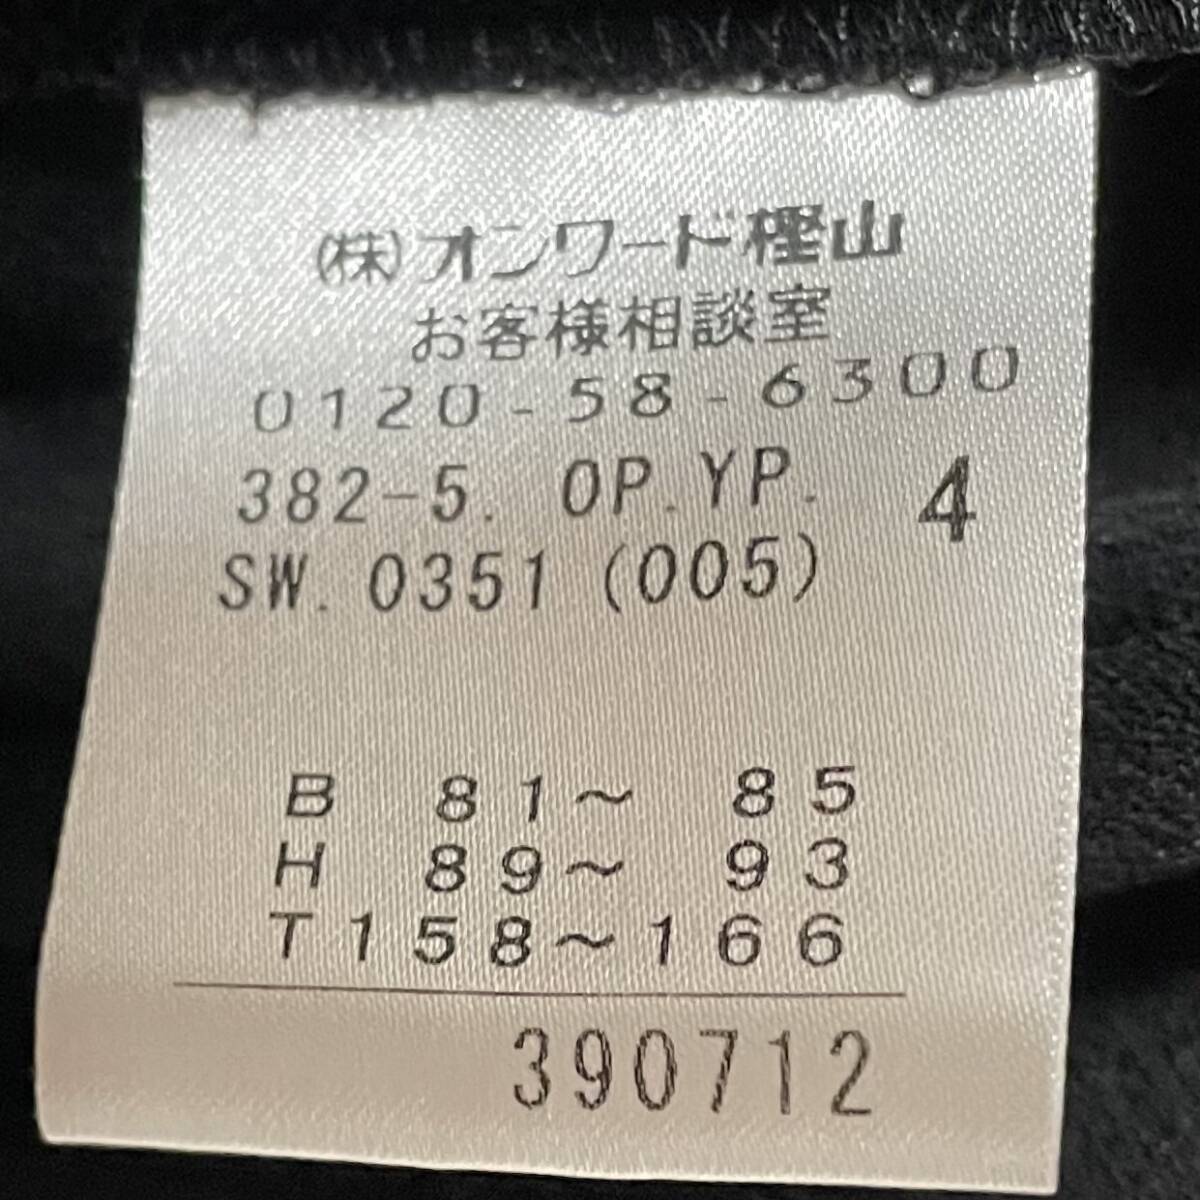 (株)オンワード樫山
お客様相談室
0120-58-6300
382-5. OP.YP. 4
SW. 0351 (005)
B 81～ 85
H 89～ 93
T158～166
390712